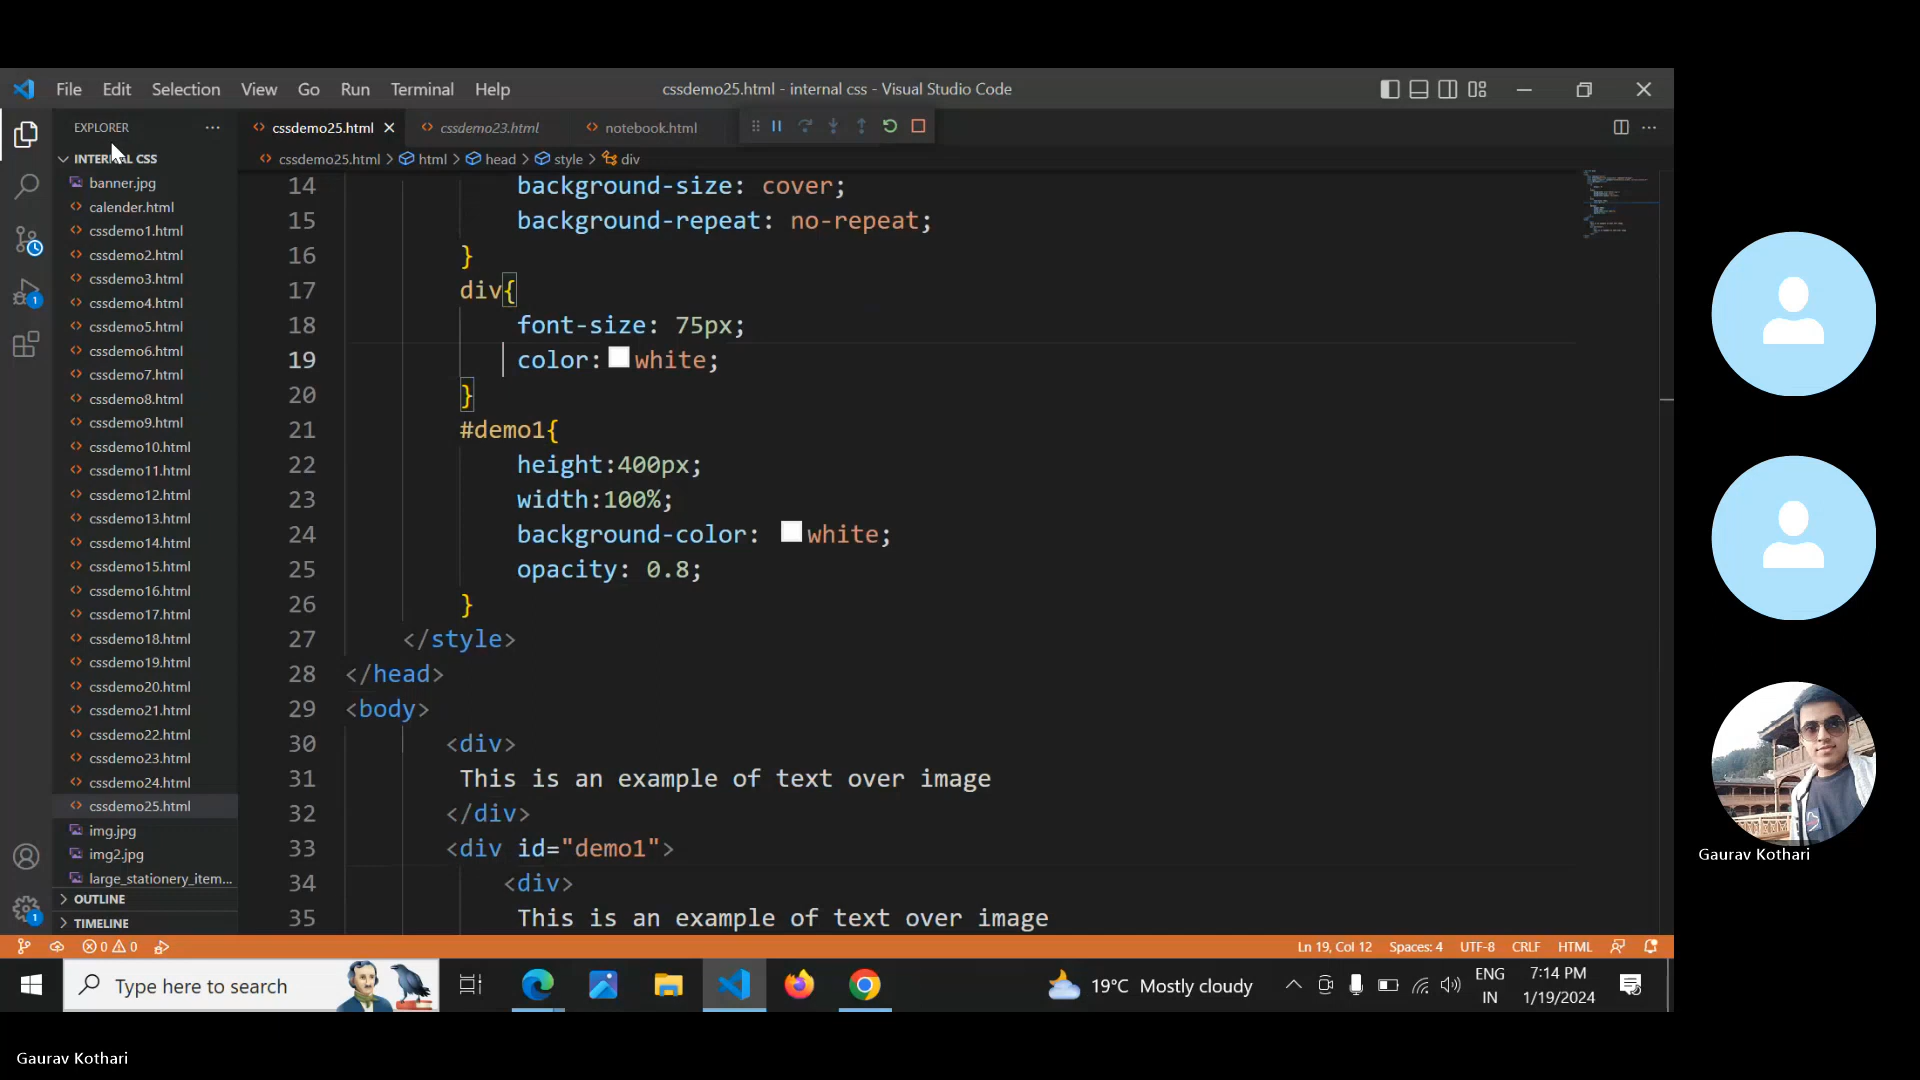 File Edit Selection View Go Run Terminal Help
cssdemo25.html - internal css - Visual Studio Code
EXPLORER
INTERNAL CSS
banner.jpg
calender.html
cssdemo1.html
cssdemo2.html
cssdemo3.html
cssdemo4.html
cssdemo5.html
cssdemo6.html
cssdemo7.html
cssdemo8.html
cssdemo9.html
cssdemo10.html
cssdemo11.html
cssdemo12.html
cssdemo13.html
cssdemo14.html
cssdemo15.html
cssdemo16.html
cssdemo17.html
cssdemo18.html
cssdemo19.html
cssdemo20.html
cssdemo21.html
cssdemo22.html
cssdemo23.html
cssdemo24.html
cssdemo25.html
img.jpg
img2.jpg
large_stationery_item...
OUTLINE
TIMELINE
cssdemo25.html cssdemo23.html notebook.html
cssdemo25.html > html > head > style > div
14 background-size: cover;
15 background-repeat: no-repeat;
16 }
17 div{
18 font-size: 75px;
19 color: white;
20 }
21 #demo1{
22 height:400px;
23 width:100%;
24 background-color: white;
25 opacity: 0.8;
26 }
27 </style>
28 </head>
29 <body>
30 <div>
31 This is an example of text over image
32 </div>
33 <div id="demo1">
34 <div>
35 This is an example of text over image
1
1
0 0
Ln 19, Col 12 Spaces: 4 UTF-8 CRLF HTML
Type here to search
19°C Mostly cloudy
ENG
IN
7:14 PM
1/19/2024
Gaurav Kothari
Gaurav Kothari